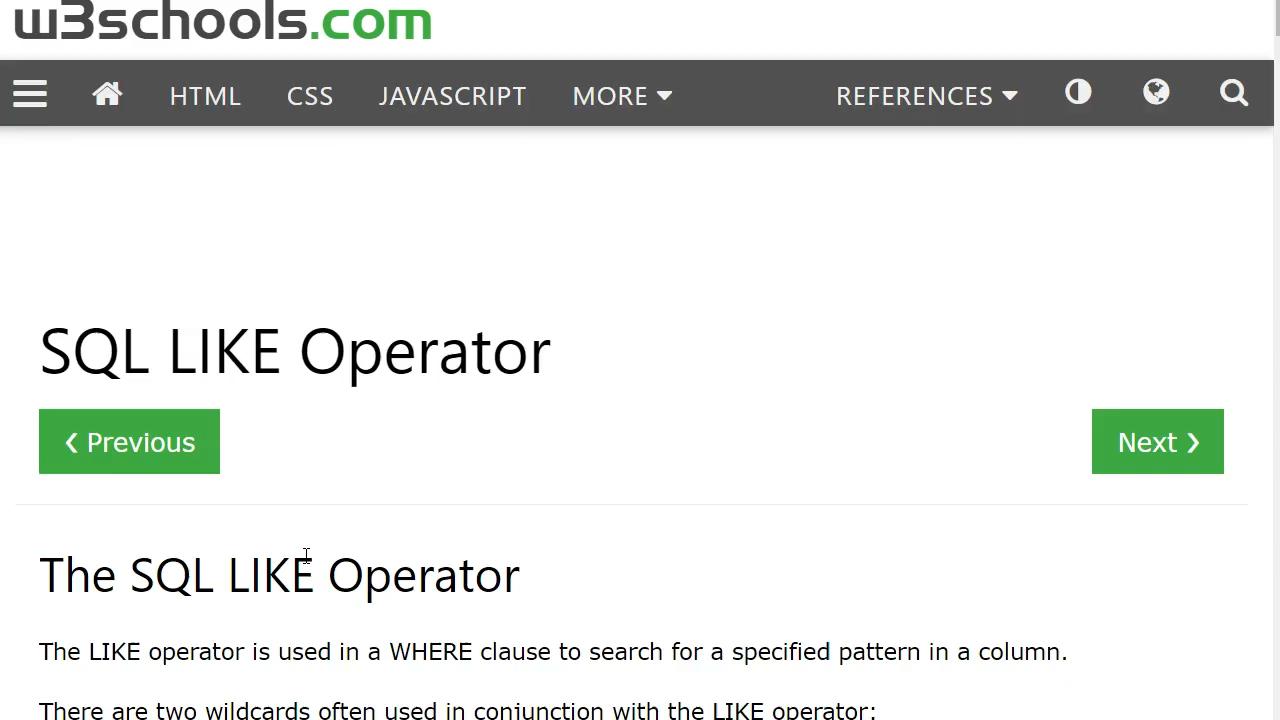 w3schools.com
HTML CSS JAVASCRIPT MORE REFERENCES
SQL LIKE Operator
❮ Previous Next ❯
The SQL LIKE Operator
The LIKE operator is used in a WHERE clause to search for a specified pattern in a column.
There are two wildcards often used in conjunction with the LIKE operator: